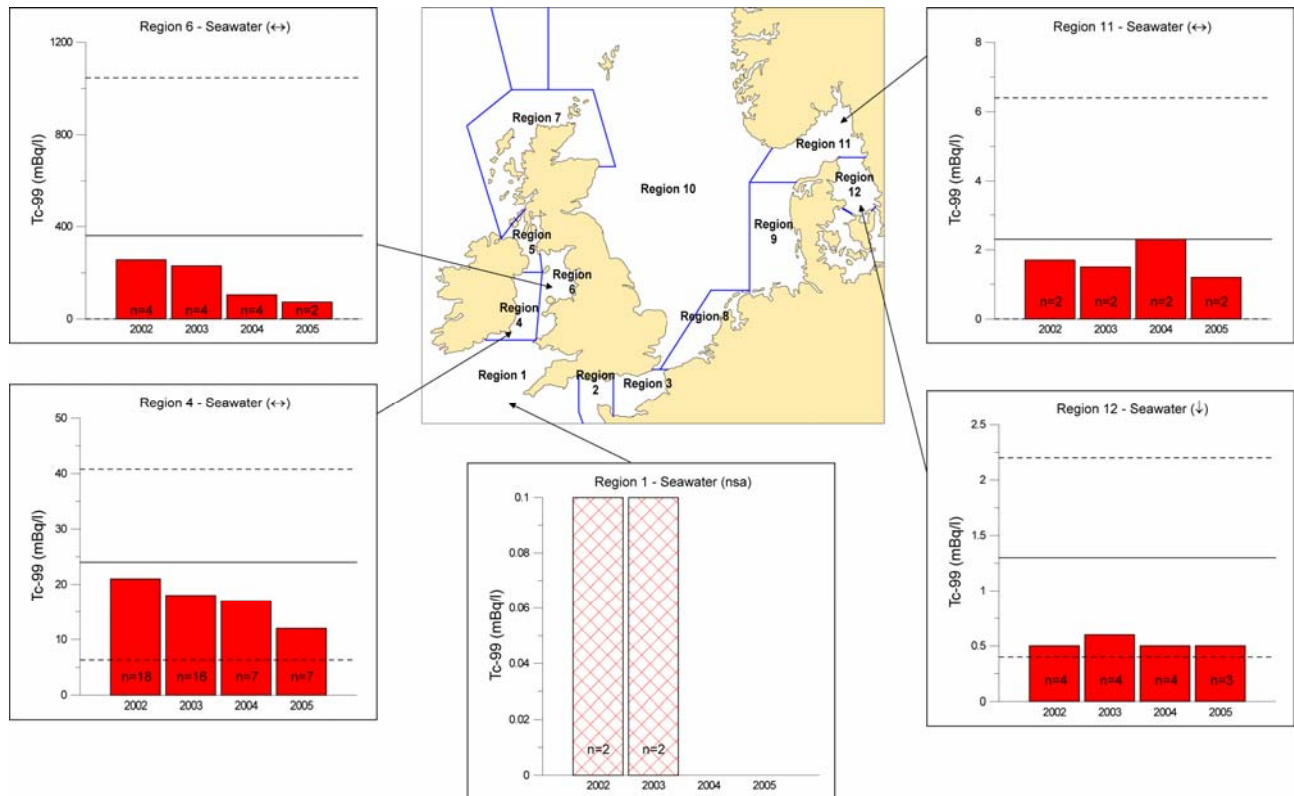 Region 6 - Seawater (↔)
1200
800
400
0
Tc-99 (mBq/l)
n=4
n=4
n=4
n=2
2002
2003
2004
2005
Region 4 - Seawater (↔)
50
40
30
20
10
0
Tc-99 (mBq/l)
n=18
n=16
n=7
n=7
2002
2003
2004
2005
Region 7
Region 10
Region 11
Region
12
Region
9
Region
5
Region
6
Region
4
Region 8
Region 1
Region
2
Region 3
Region 1 - Seawater (nsa)
0.1
0.08
0.06
0.04
0.02
0
Tc-99 (mBq/l)
n=2
n=2
2002
2003
2004
2005
Region 11 - Seawater (↔)
8
6
4
2
0
Tc-99 (mBq/l)
n=2
n=2
n=2
n=2
2002
2003
2004
2005
Region 12 - Seawater (↓)
2.5
2
1.5
1
0.5
0
Tc-99 (mBq/l)
n=4
n=4
n=4
n=3
2002
2003
2004
2005